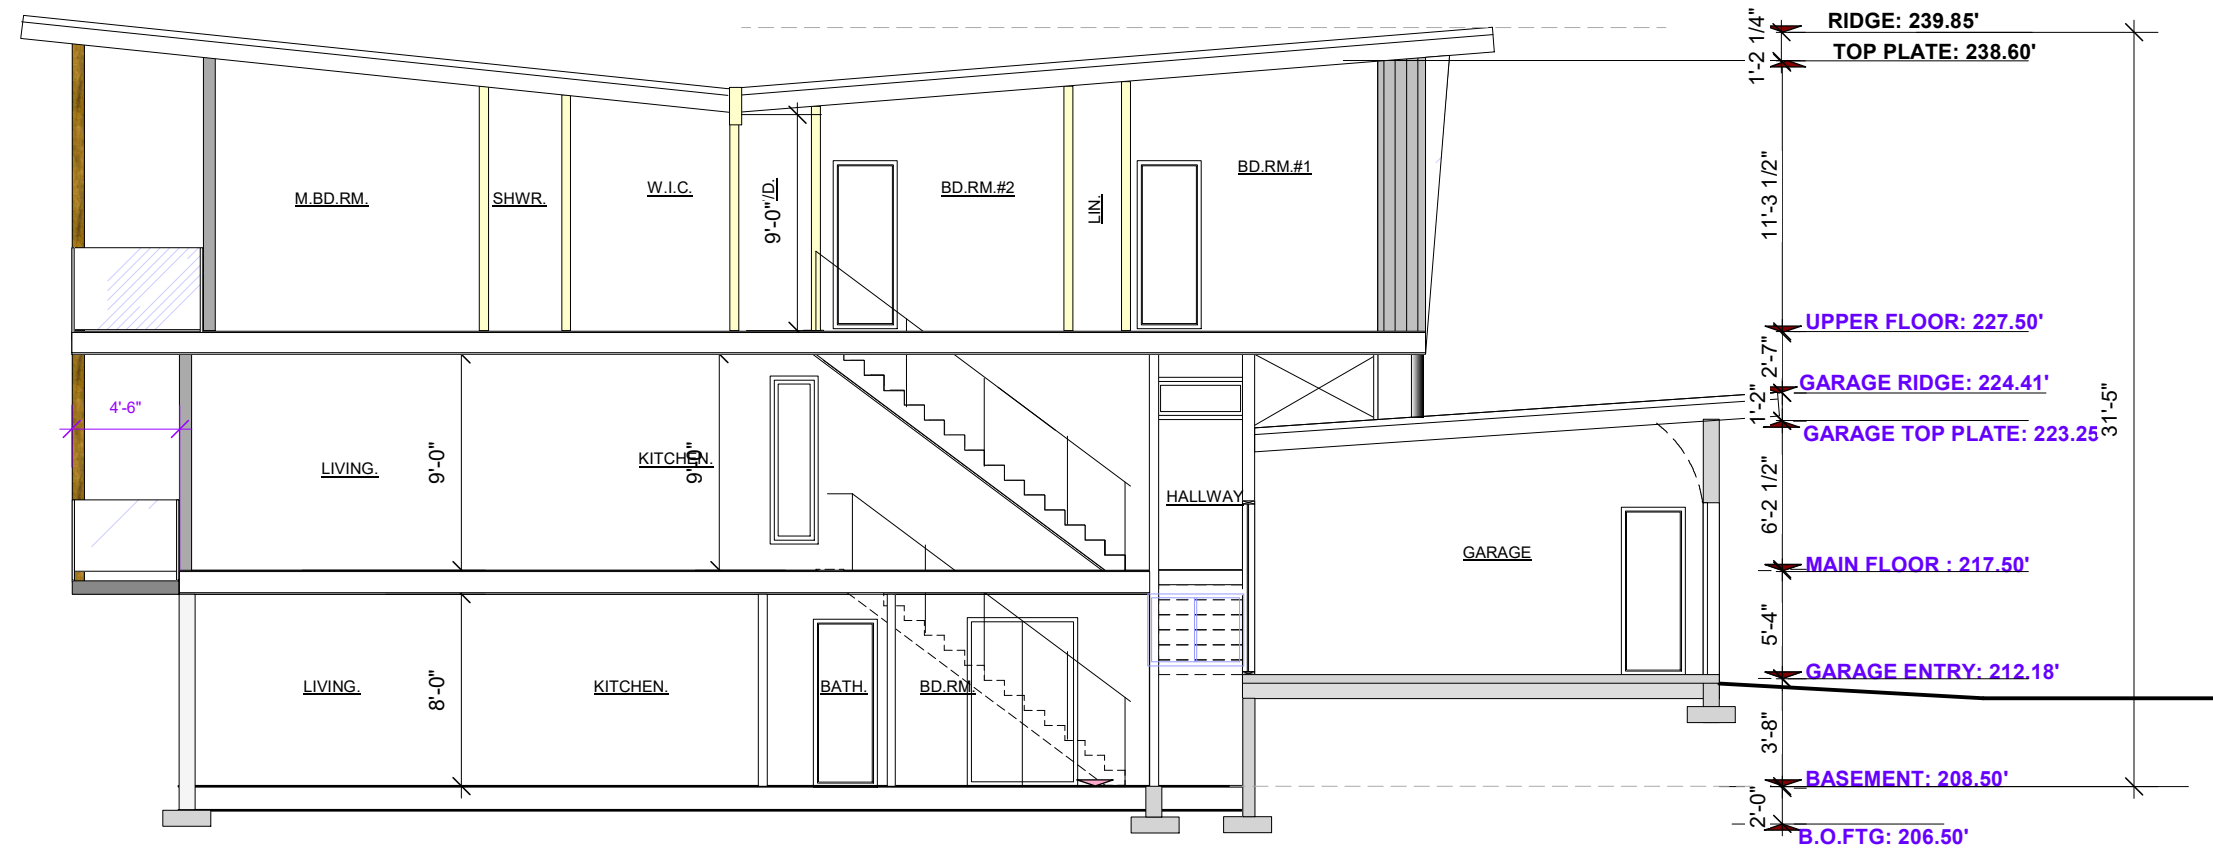 RIDGE: 239.85'
1'-2 1/4"
TOP PLATE: 238.60'
M.BD.RM.
SHWR.
W.I.C.
9'-0"
/D.
BD.RM.#2
LIN.
BD.RM.#1
11'-3 1/2"
UPPER FLOOR: 227.50'
2'-7"
GARAGE RIDGE: 224.41'
1'-2"
GARAGE TOP PLATE: 223.25
31'-5"
4'-6"
LIVING.
9'-0"
KITCHEN.
9'-0"
HALLWAY
GARAGE
6'-2 1/2"
MAIN FLOOR : 217.50'
5'-4"
GARAGE ENTRY: 212.18'
LIVING.
8'-0"
KITCHEN.
BATH.
BD.RM.
3'-8"
BASEMENT: 208.50'
2'-0"
B.O.FTG: 206.50'